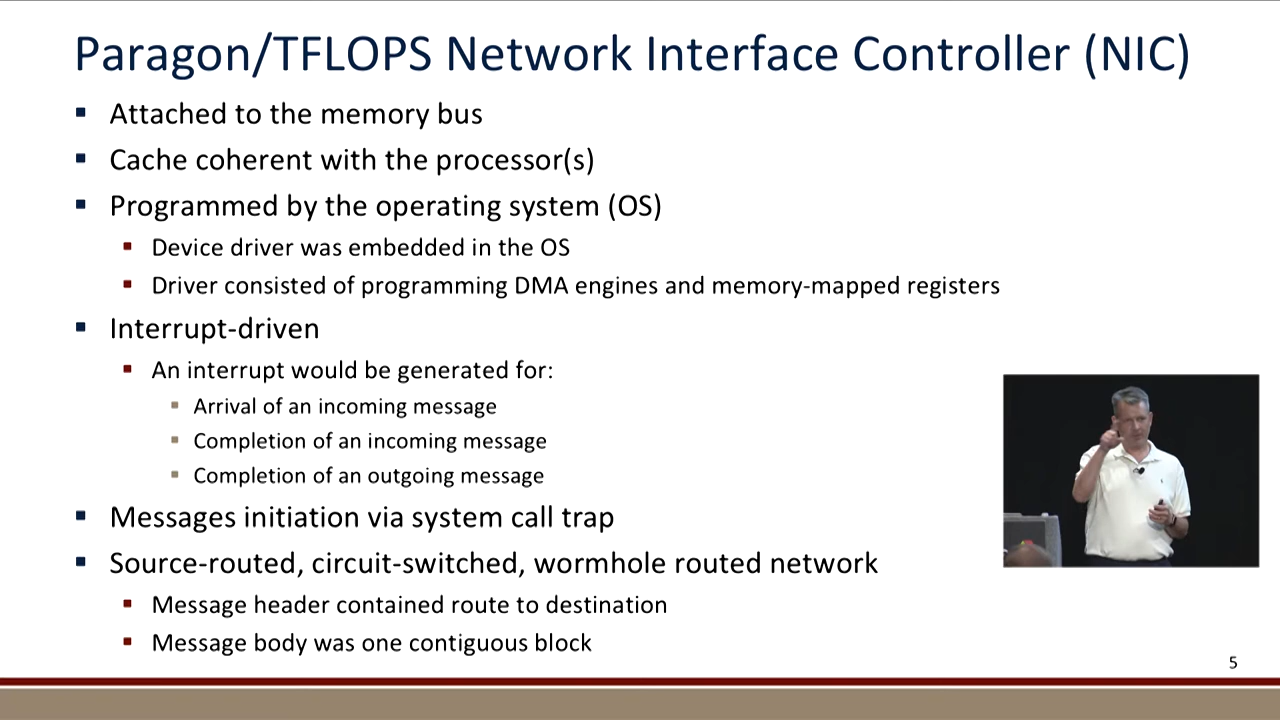 Paragon/TFLOPS Network Interface Controller (NIC)
Attached to the memory bus
Cache coherent with the processor(s)
Programmed by the operating system (OS)
Device driver was embedded in the OS
Driver consisted of programming DMA engines and memory-mapped registers
Interrupt-driven
An interrupt would be generated for:
Arrival of an incoming message
Completion of an incoming message
Completion of an outgoing message
Messages initiation via system call trap
Source-routed, circuit-switched, wormhole routed network
Message header contained route to destination
Message body was one contiguous block
5